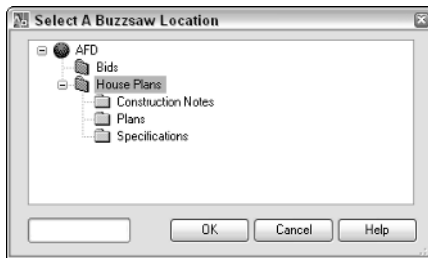 Select A Buzzsaw Location
AFD
Bids
House Plans
Construction Notes
Plans
Specifications
OK Cancel Help